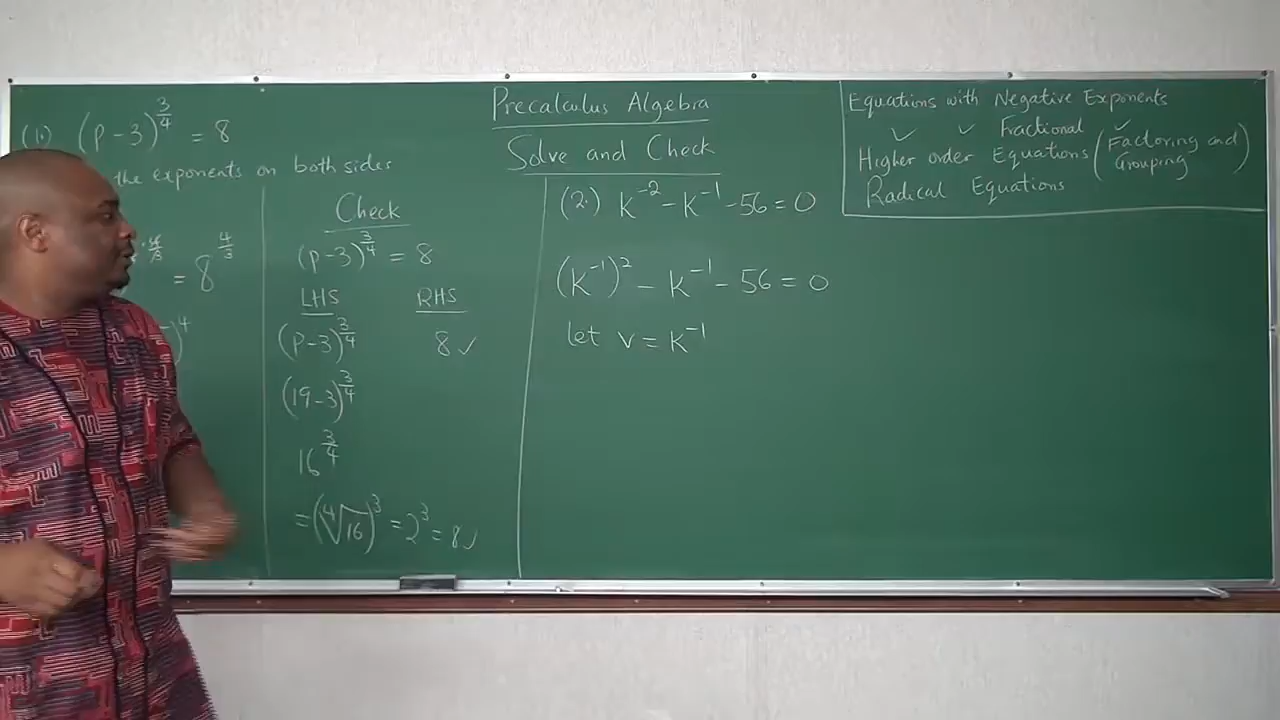 Precalculus Algebra
Solve and Check
Equations with Negative Exponents
✓ ✓ Fractional ✓
Higher order Equations (Factoring and Grouping)
Radical Equations
(1.) (P-3)^{3/4} = 8
the exponents on both sides
= 8^{4/3}
)^4
Check
(P-3)^{3/4} = 8
LHS RHS
(P-3)^{3/4} 8 ✓
(19-3)^{3/4}
16^{3/4}
= (∜16)^3 = 2^3 = 8 ✓
(2.) K^{-2} - K^{-1} - 56 = 0
(K^{-1})^2 - K^{-1} - 56 = 0
let v = K^{-1}